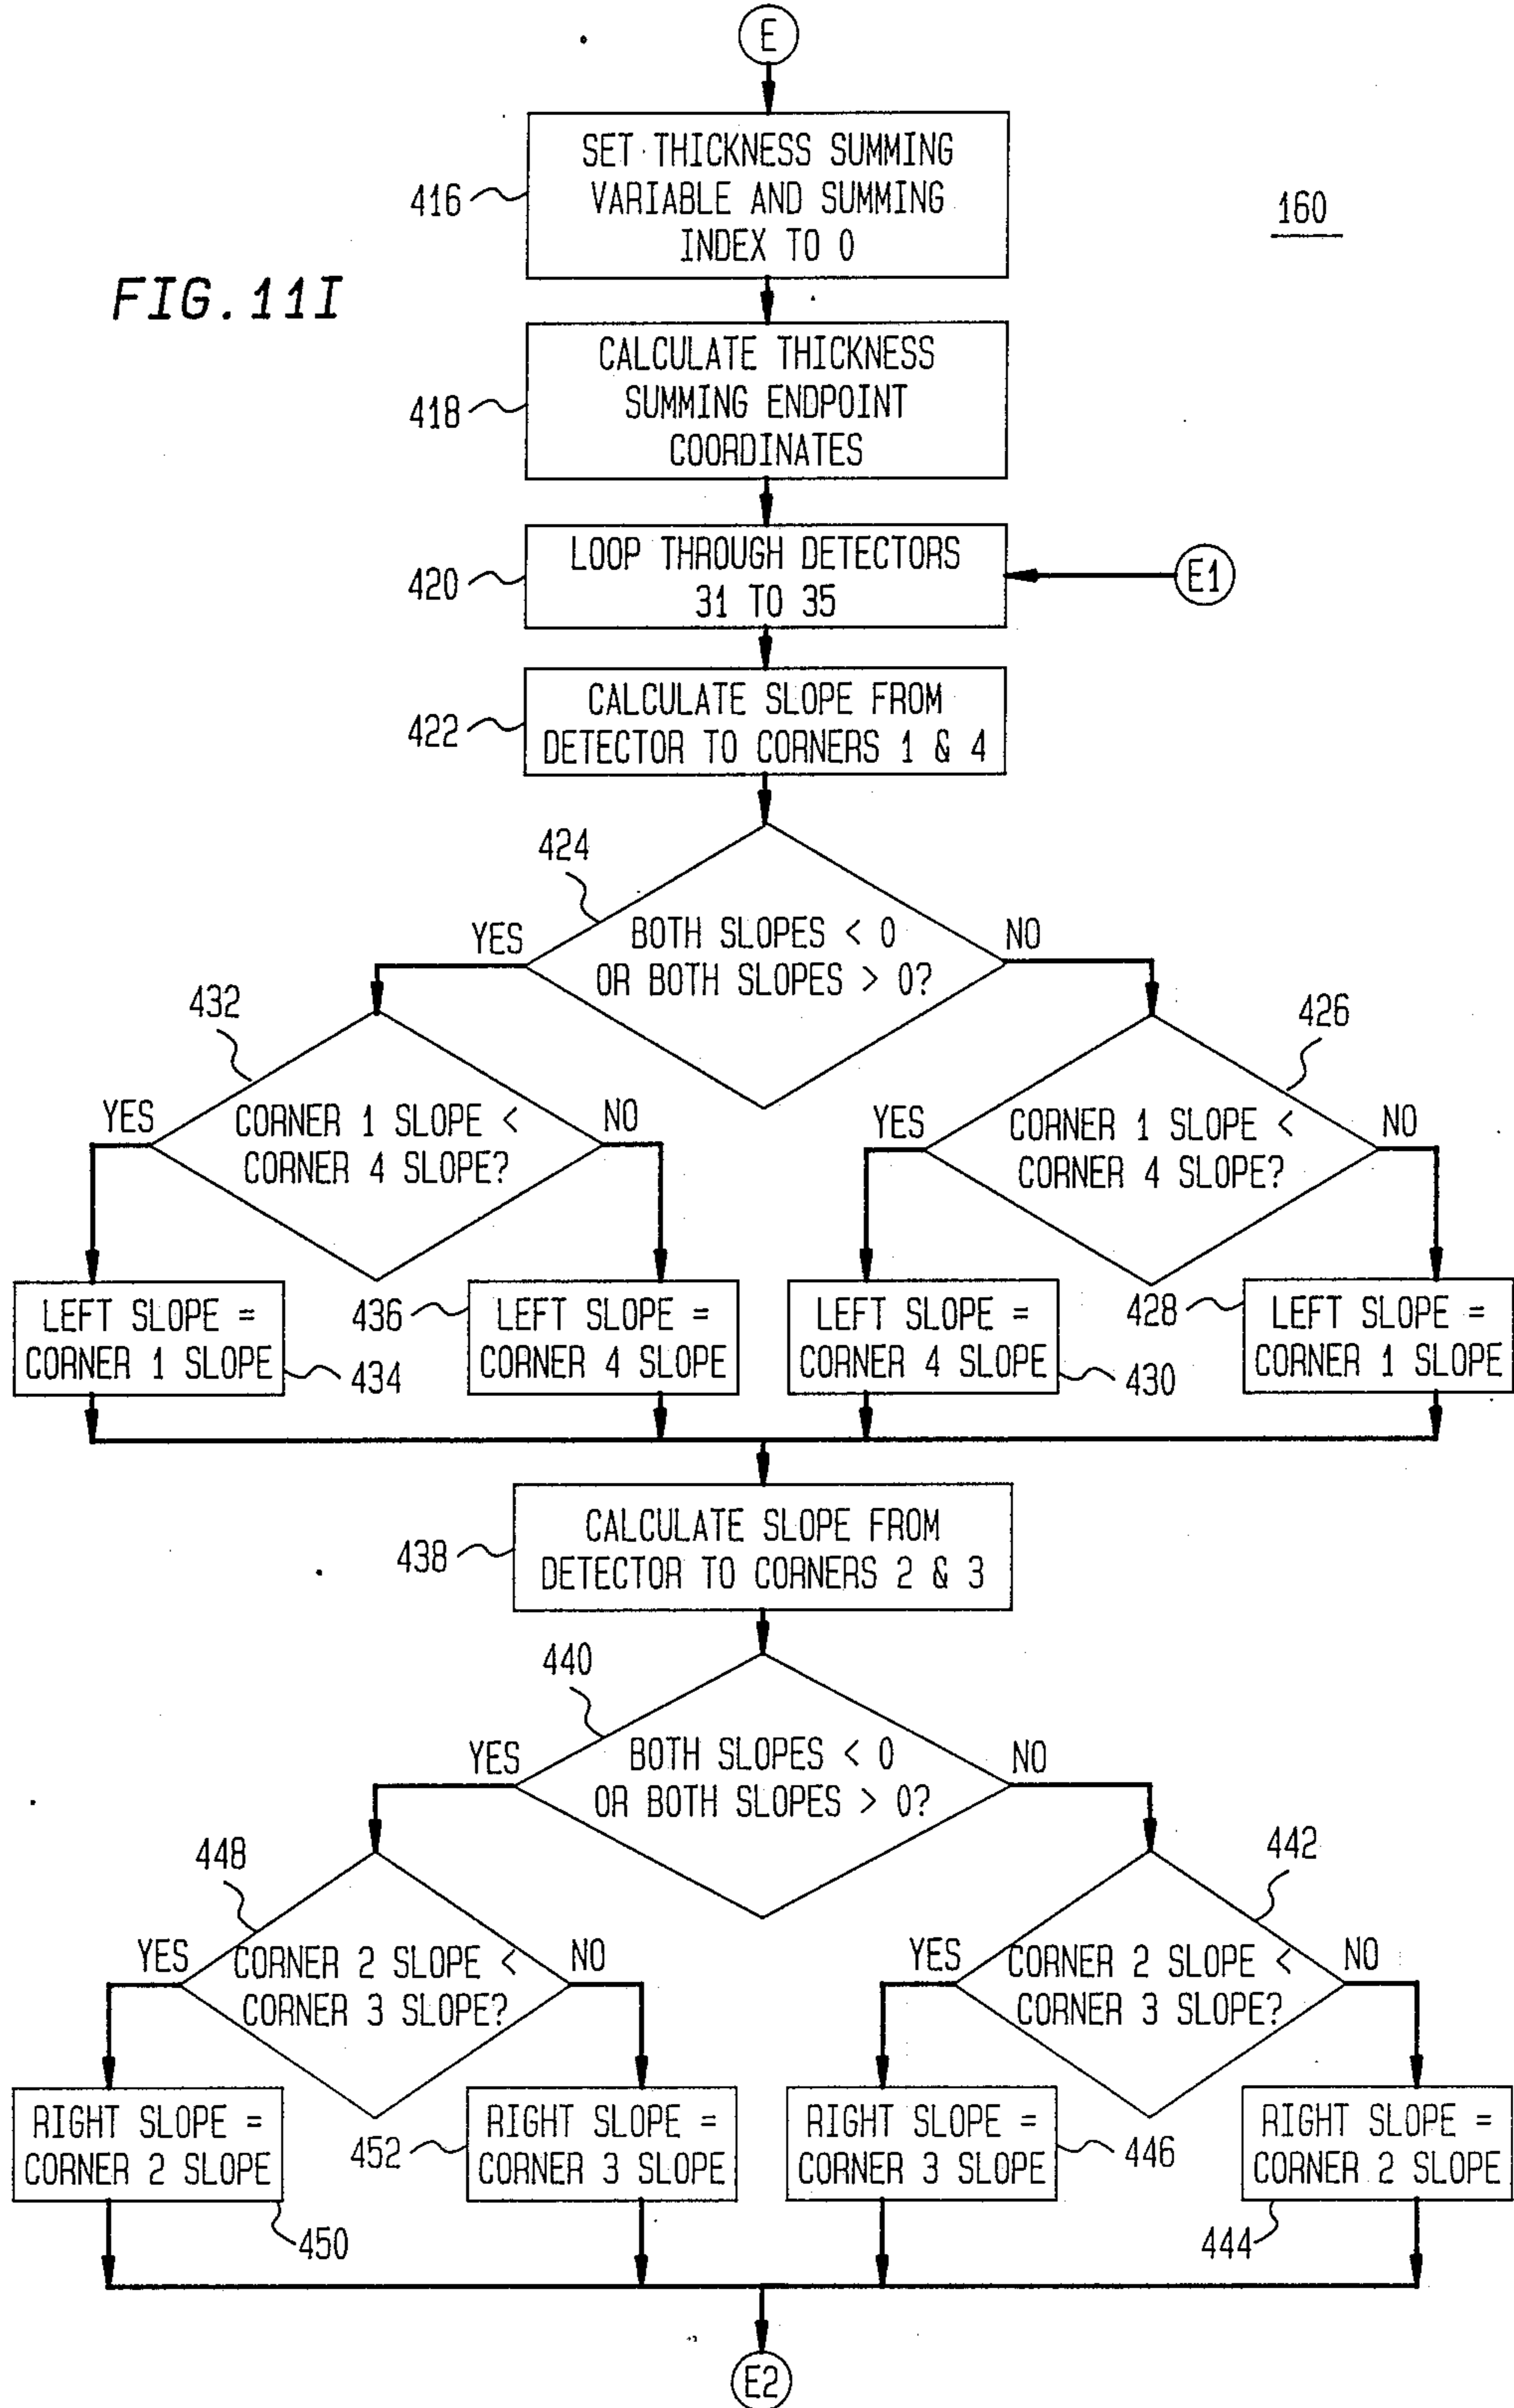 E
SET THICKNESS SUMMING
VARIABLE AND SUMMING
INDEX TO 0
416
160
FIG. 11I
CALCULATE THICKNESS
SUMMING ENDPOINT
COORDINATES
418
LOOP THROUGH DETECTORS
31 TO 35
420
E1
CALCULATE SLOPE FROM
DETECTOR TO CORNERS 1 & 4
422
424
BOTH SLOPES < 0
OR BOTH SLOPES > 0?
YES
NO
432
CORNER 1 SLOPE <
CORNER 4 SLOPE?
YES
NO
426
CORNER 1 SLOPE <
CORNER 4 SLOPE?
YES
NO
LEFT SLOPE =
CORNER 1 SLOPE
434
436
LEFT SLOPE =
CORNER 4 SLOPE
LEFT SLOPE =
CORNER 4 SLOPE
430
428
LEFT SLOPE =
CORNER 1 SLOPE
438
CALCULATE SLOPE FROM
DETECTOR TO CORNERS 2 & 3
440
BOTH SLOPES < 0
OR BOTH SLOPES > 0?
YES
NO
448
CORNER 2 SLOPE <
CORNER 3 SLOPE?
YES
NO
442
CORNER 2 SLOPE <
CORNER 3 SLOPE?
YES
NO
RIGHT SLOPE =
CORNER 2 SLOPE
450
452
RIGHT SLOPE =
CORNER 3 SLOPE
RIGHT SLOPE =
CORNER 3 SLOPE
446
RIGHT SLOPE =
CORNER 2 SLOPE
444
E2